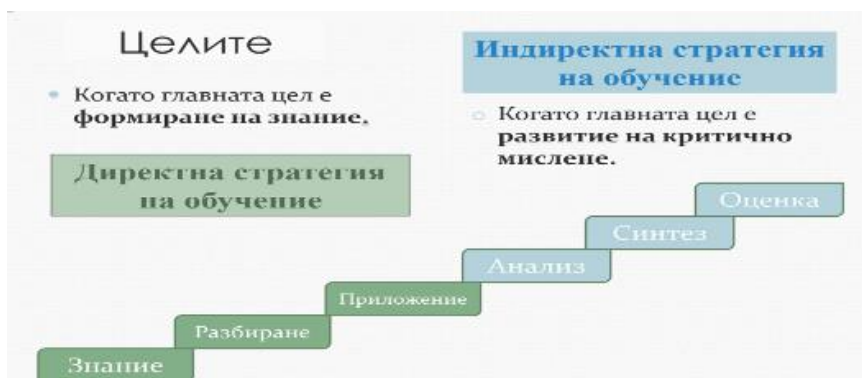 Целите
Когато главната цел е
формиране на знание.
Директна стратегия
на обучение
Индиректна стратегия
на обучение
Когато главната цел е
развитие на критично
мислене.
Оценка
Синтез
Анализ
Приложение
Разбиране
Знание